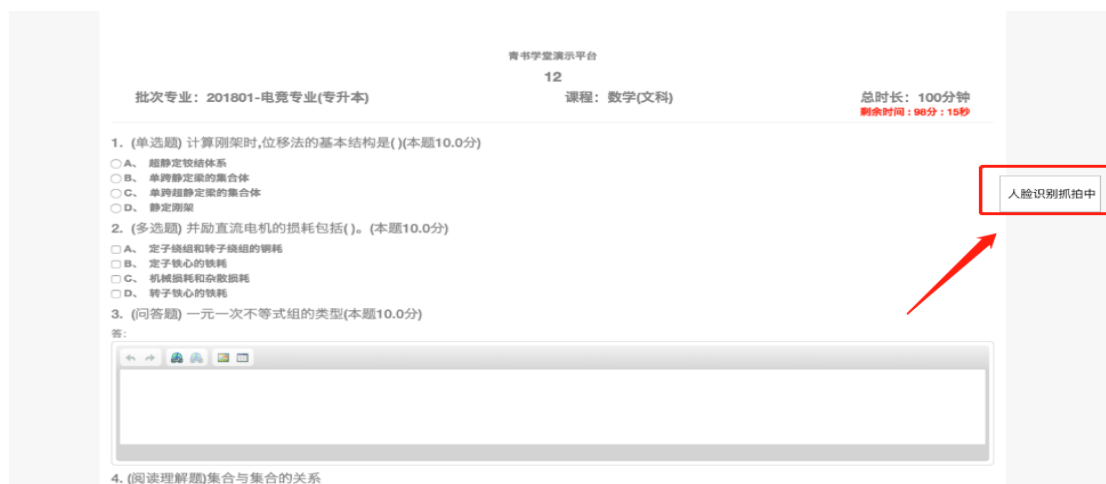 青书学堂演示平台
12
批次专业：201801-电竞专业(专升本) 课程：数学(文科) 总时长：100分钟
剩余时间：98分：15秒
1. (单选题) 计算刚架时,位移法的基本结构是( )(本题10.0分)
A、 超静定铰结体系
B、 单跨静定梁的集合体
C、 单跨超静定梁的集合体
人脸识别抓拍中
D、 静定刚架
2. (多选题) 并励直流电机的损耗包括( )。(本题10.0分)
A、 定子绕组和转子绕组的铜耗
B、 定子铁心的铁耗
C、 机械损耗和杂散损耗
D、 转子铁心的铁耗
3. (问答题) 一元一次不等式组的类型(本题10.0分)
答:
4. (阅读理解题)集合与集合的关系